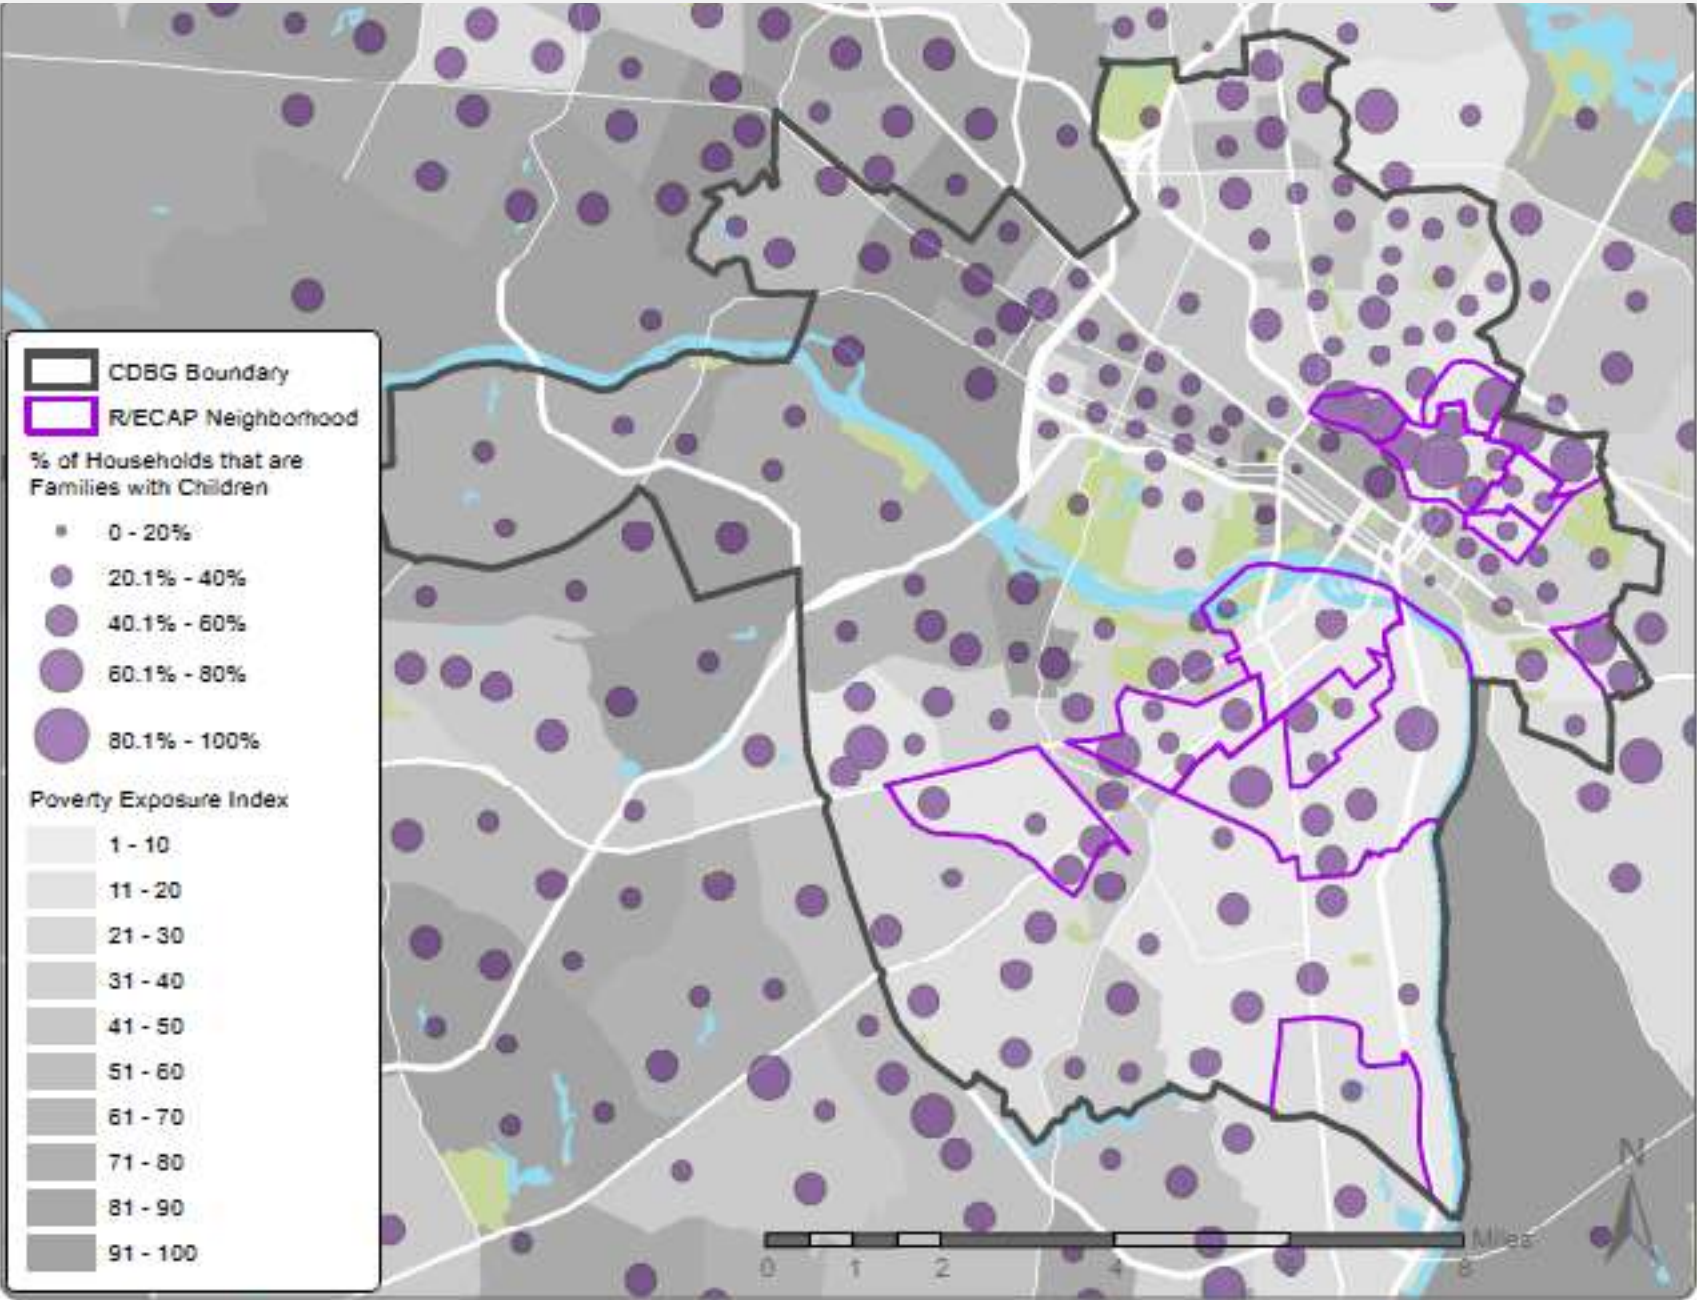 CDBG Boundary
R/ECAP Neighborhood
% of Households that are
Families with Children
0 - 20%
20.1% - 40%
40.1% - 60%
60.1% - 80%
80.1% - 100%
Poverty Exposure Index
1 - 10
11 - 20
21 - 30
31 - 40
41 - 50
51 - 60
61 - 70
71 - 80
81 - 90
91 - 100
N
Miles
0 1 2 4 6 8